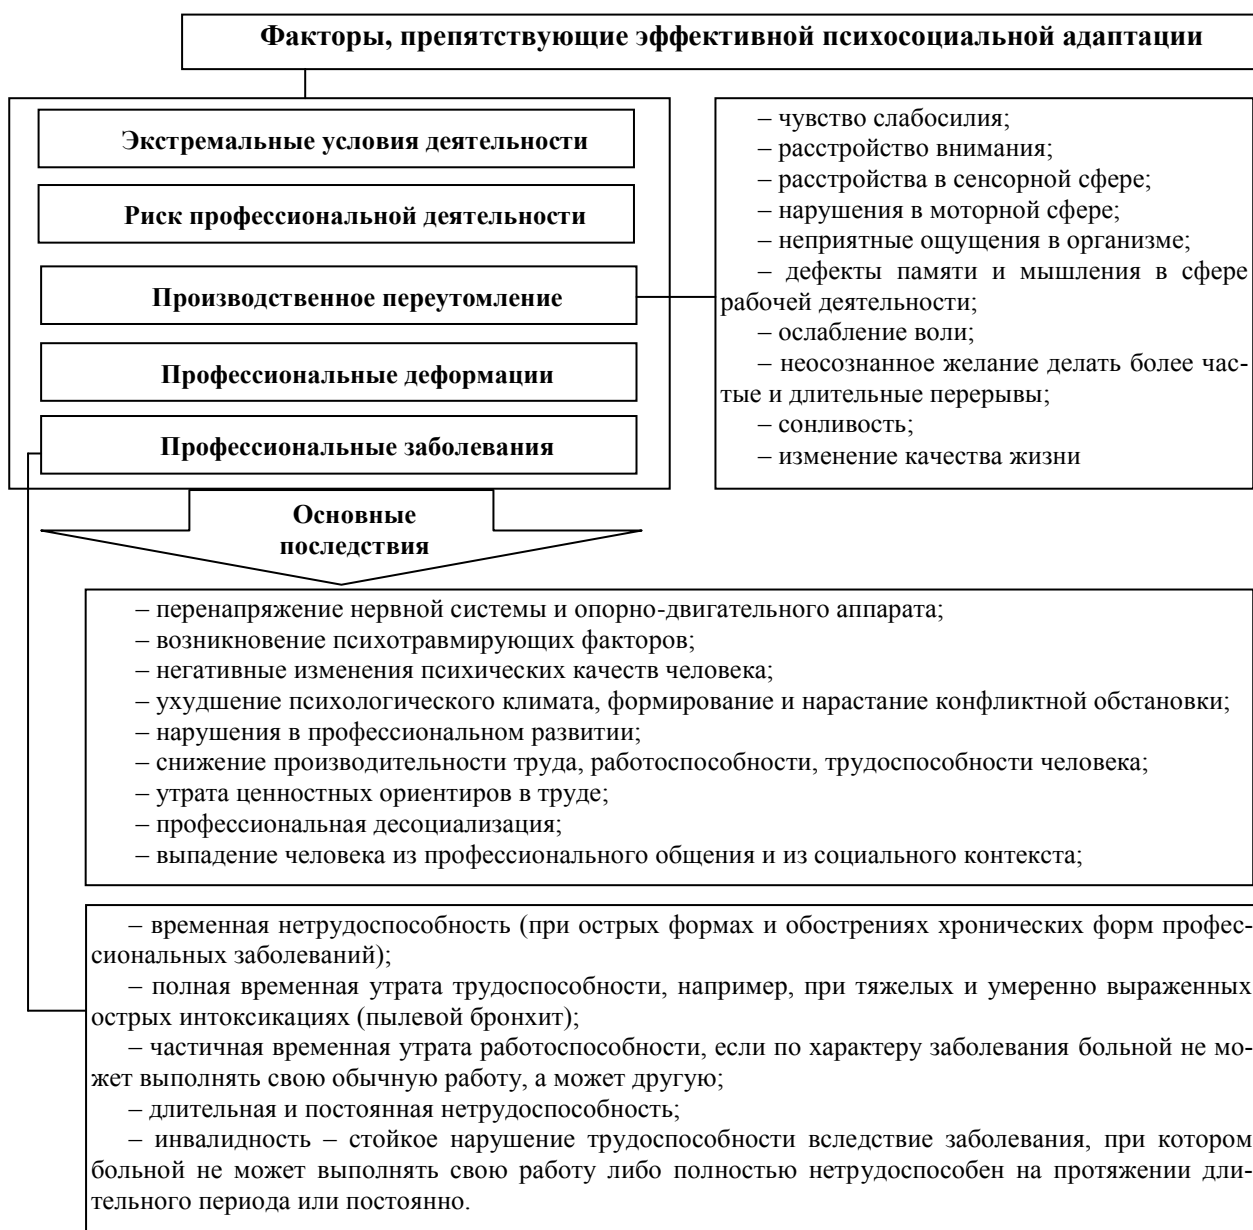 Факторы, препятствующие эффективной психосоциальной адаптации
Экстремальные условия деятельности
Риск профессиональной деятельности
Производственное переутомление
Профессиональные деформации
Профессиональные заболевания
– чувство слабосилия;
– расстройство внимания;
– расстройства в сенсорной сфере;
– нарушения в моторной сфере;
– неприятные ощущения в организме;
– дефекты памяти и мышления в сфере
рабочей деятельности;
– ослабление воли;
– неосознанное желание делать более час-
тые и длительные перерывы;
– сонливость;
– изменение качества жизни
Основные
последствия
– перенапряжение нервной системы и опорно-двигательного аппарата;
– возникновение психотравмирующих факторов;
– негативные изменения психических качеств человека;
– ухудшение психологического климата, формирование и нарастание конфликтной обстановки;
– нарушения в профессиональном развитии;
– снижение производительности труда, работоспособности, трудоспособности человека;
– утрата ценностных ориентиров в труде;
– профессиональная десоциализация;
– выпадение человека из профессионального общения и из социального контекста;
– временная нетрудоспособность (при острых формах и обострениях хронических форм профес-
сиональных заболеваний);
– полная временная утрата трудоспособности, например, при тяжелых и умеренно выраженных
острых интоксикациях (пылевой бронхит);
– частичная временная утрата работоспособности, если по характеру заболевания больной не мо-
жет выполнять свою обычную работу, а может другую;
– длительная и постоянная нетрудоспособность;
– инвалидность – стойкое нарушение трудоспособности вследствие заболевания, при котором
больной не может выполнять свою работу либо полностью нетрудоспособен на протяжении дли-
тельного периода или постоянно.